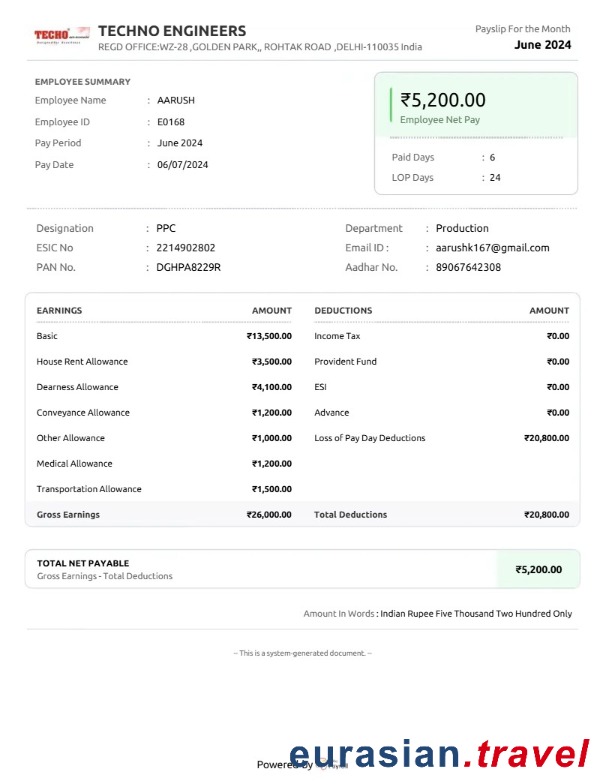 TECHO
TECHNO ENGINEERS
REGD OFFICE:WZ-28 ,GOLDEN PARK,, ROHTAK ROAD ,DELHI-110035 India
Payslip For the Month
June 2024
EMPLOYEE SUMMARY
Employee Name : AARUSH
Employee ID : E0168
Pay Period : June 2024
Pay Date : 06/07/2024
₹5,200.00
Employee Net Pay
Paid Days : 6
LOP Days : 24
Designation : PPC Department : Production
ESIC No : 2214902802 Email ID : : aarushk167@gmail.com
PAN No. : DGHPA8229R Aadhar No. : 89067642308
EARNINGS AMOUNT DEDUCTIONS AMOUNT
Basic ₹13,500.00 Income Tax ₹0.00
House Rent Allowance ₹3,500.00 Provident Fund ₹0.00
Dearness Allowance ₹4,100.00 ESI ₹0.00
Conveyance Allowance ₹1,200.00 Advance ₹0.00
Other Allowance ₹1,000.00 Loss of Pay Day Deductions ₹20,800.00
Medical Allowance ₹1,200.00
Transportation Allowance ₹1,500.00
Gross Earnings ₹26,000.00 Total Deductions ₹20,800.00
TOTAL NET PAYABLE
Gross Earnings - Total Deductions
₹5,200.00
Amount In Words : Indian Rupee Five Thousand Two Hundred Only
-- This is a system-generated document. --
Powered by
eurasian.travel